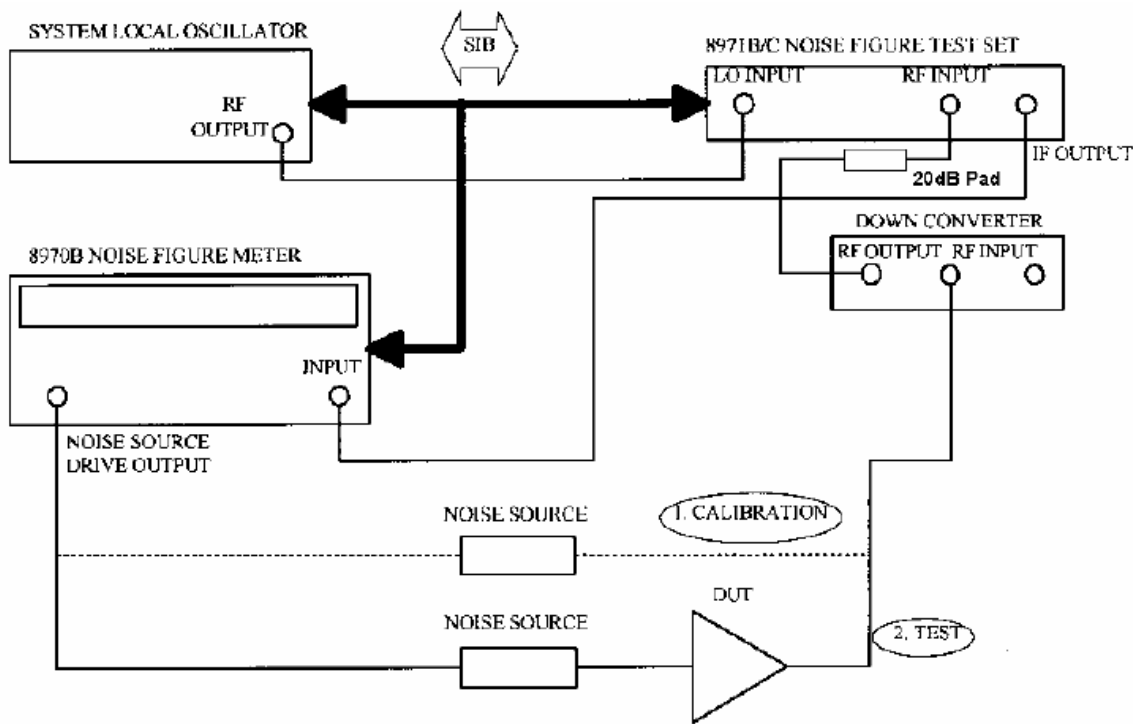 SYSTEM LOCAL OSCILLATOR
SIB
8971B/C NOISE FIGURE TEST SET
LO INPUT
RF INPUT
RF
OUTPUT
IF OUTPUT
20dB Pad
DOWN CONVERTER
RF OUTPUT
RF INPUT
8970B NOISE FIGURE METER
INPUT
NOISE SOURCE
DRIVE OUTPUT
NOISE SOURCE
1. CALIBRATION
DUT
NOISE SOURCE
2. TEST